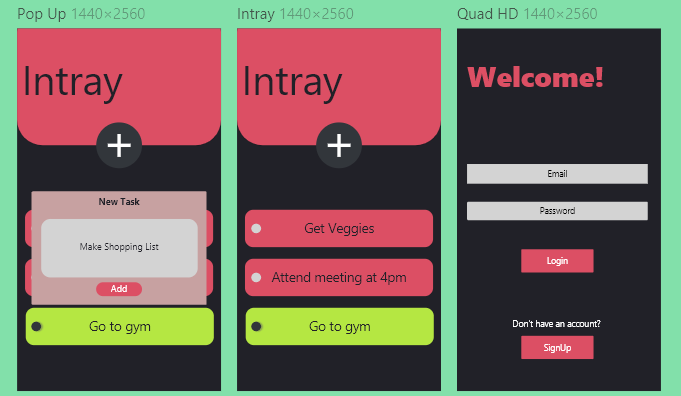 Pop Up 1440×2560
Intray
New Task
Make Shopping List
Add
Go to gym
Intray 1440×2560
Intray
Get Veggies
Attend meeting at 4pm
Go to gym
Quad HD 1440×2560
Welcome!
Email
Password
Login
Don't have an account?
SignUp